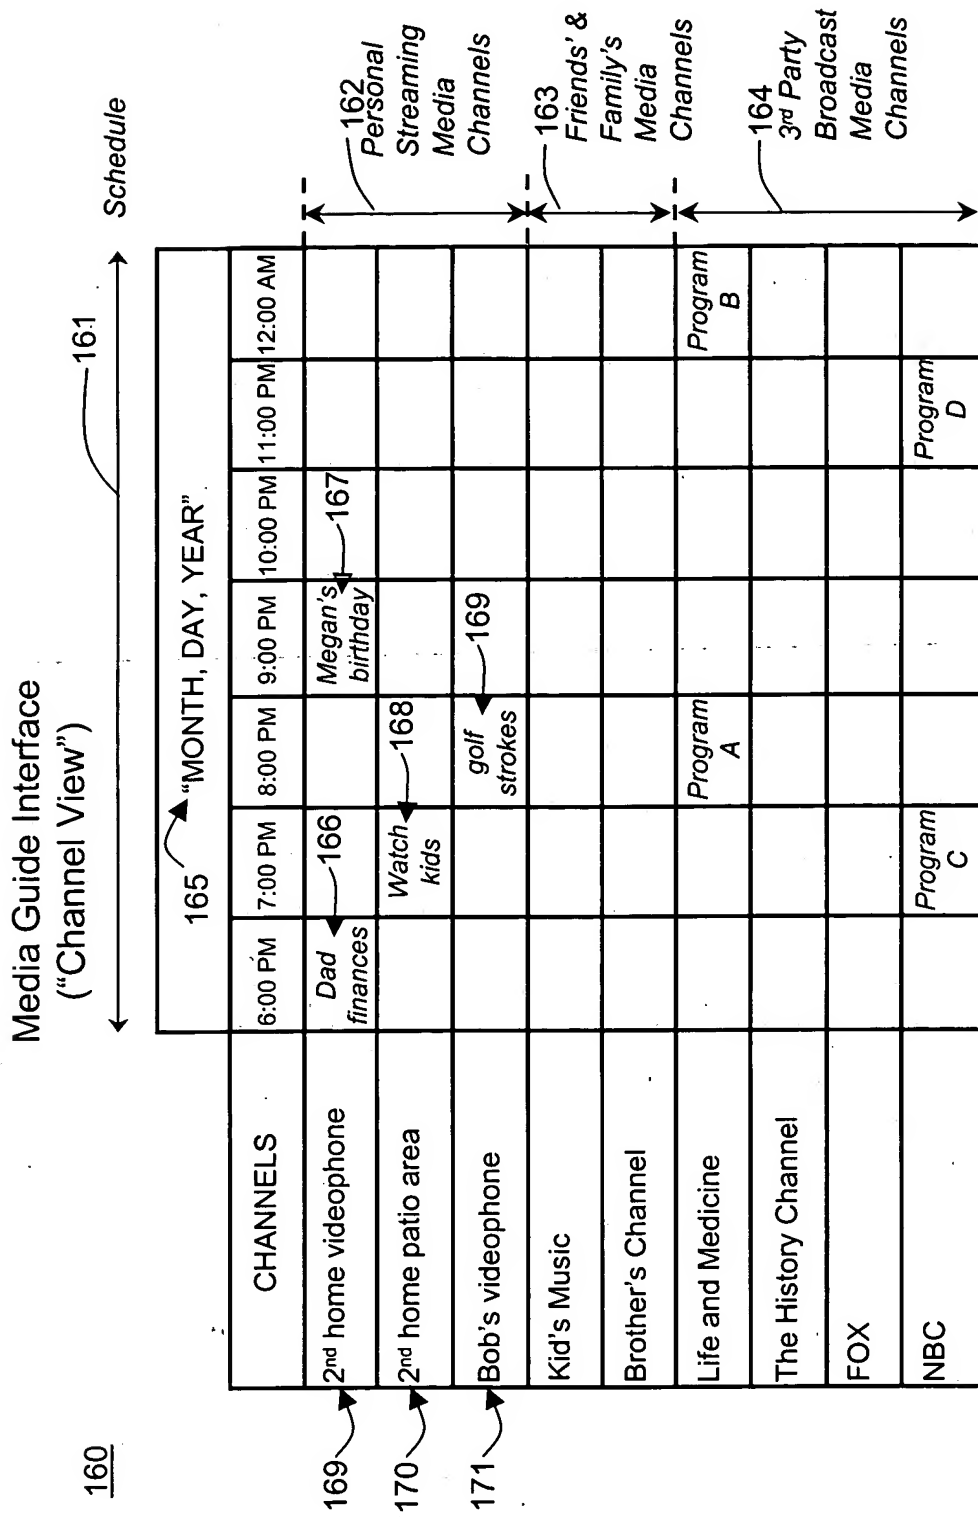 160
Media Guide Interface
("Channel View")
161
Schedule
165
"MONTH, DAY, YEAR"
CHANNELS
6:00 PM
7:00 PM
8:00 PM
9:00 PM
10:00 PM
11:00 PM
12:00 AM
169
2nd home videophone
Dad
finances
166
Megan's
birthday
167
170
2nd home patio area
Watch
kids
168
171
Bob's videophone
golf
strokes
169
162
Personal
Streaming
Media
Channels
Kid's Music
Brother's Channel
163
Friends' &
Family's
Media
Channels
Life and Medicine
Program
A
Program
B
The History Channel
FOX
NBC
Program
C
Program
D
164
3rd Party
Broadcast
Media
Channels